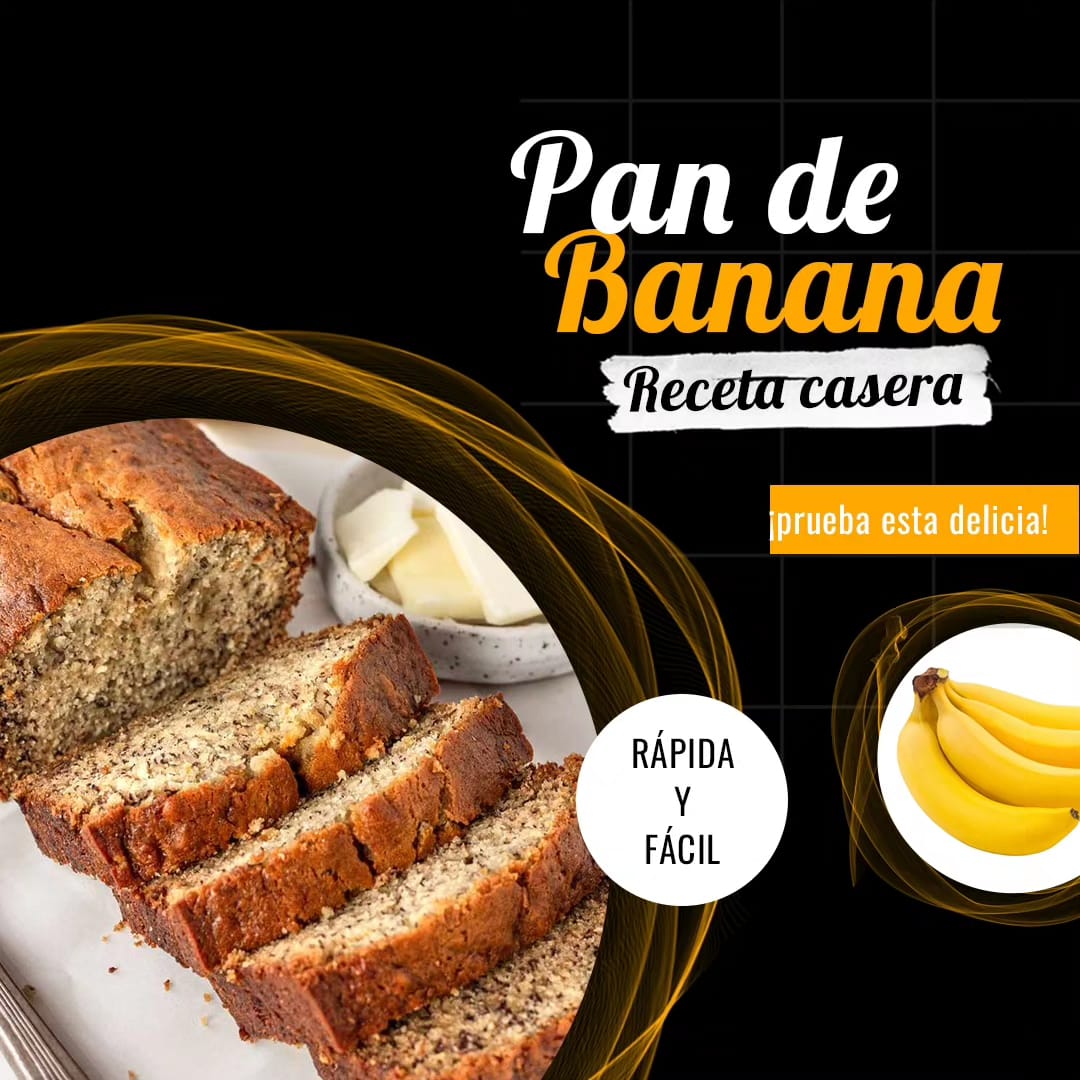 Pan de
Banana
Receta casera
¡prueba esta delicia!
RÁPIDA
Y
FÁCIL